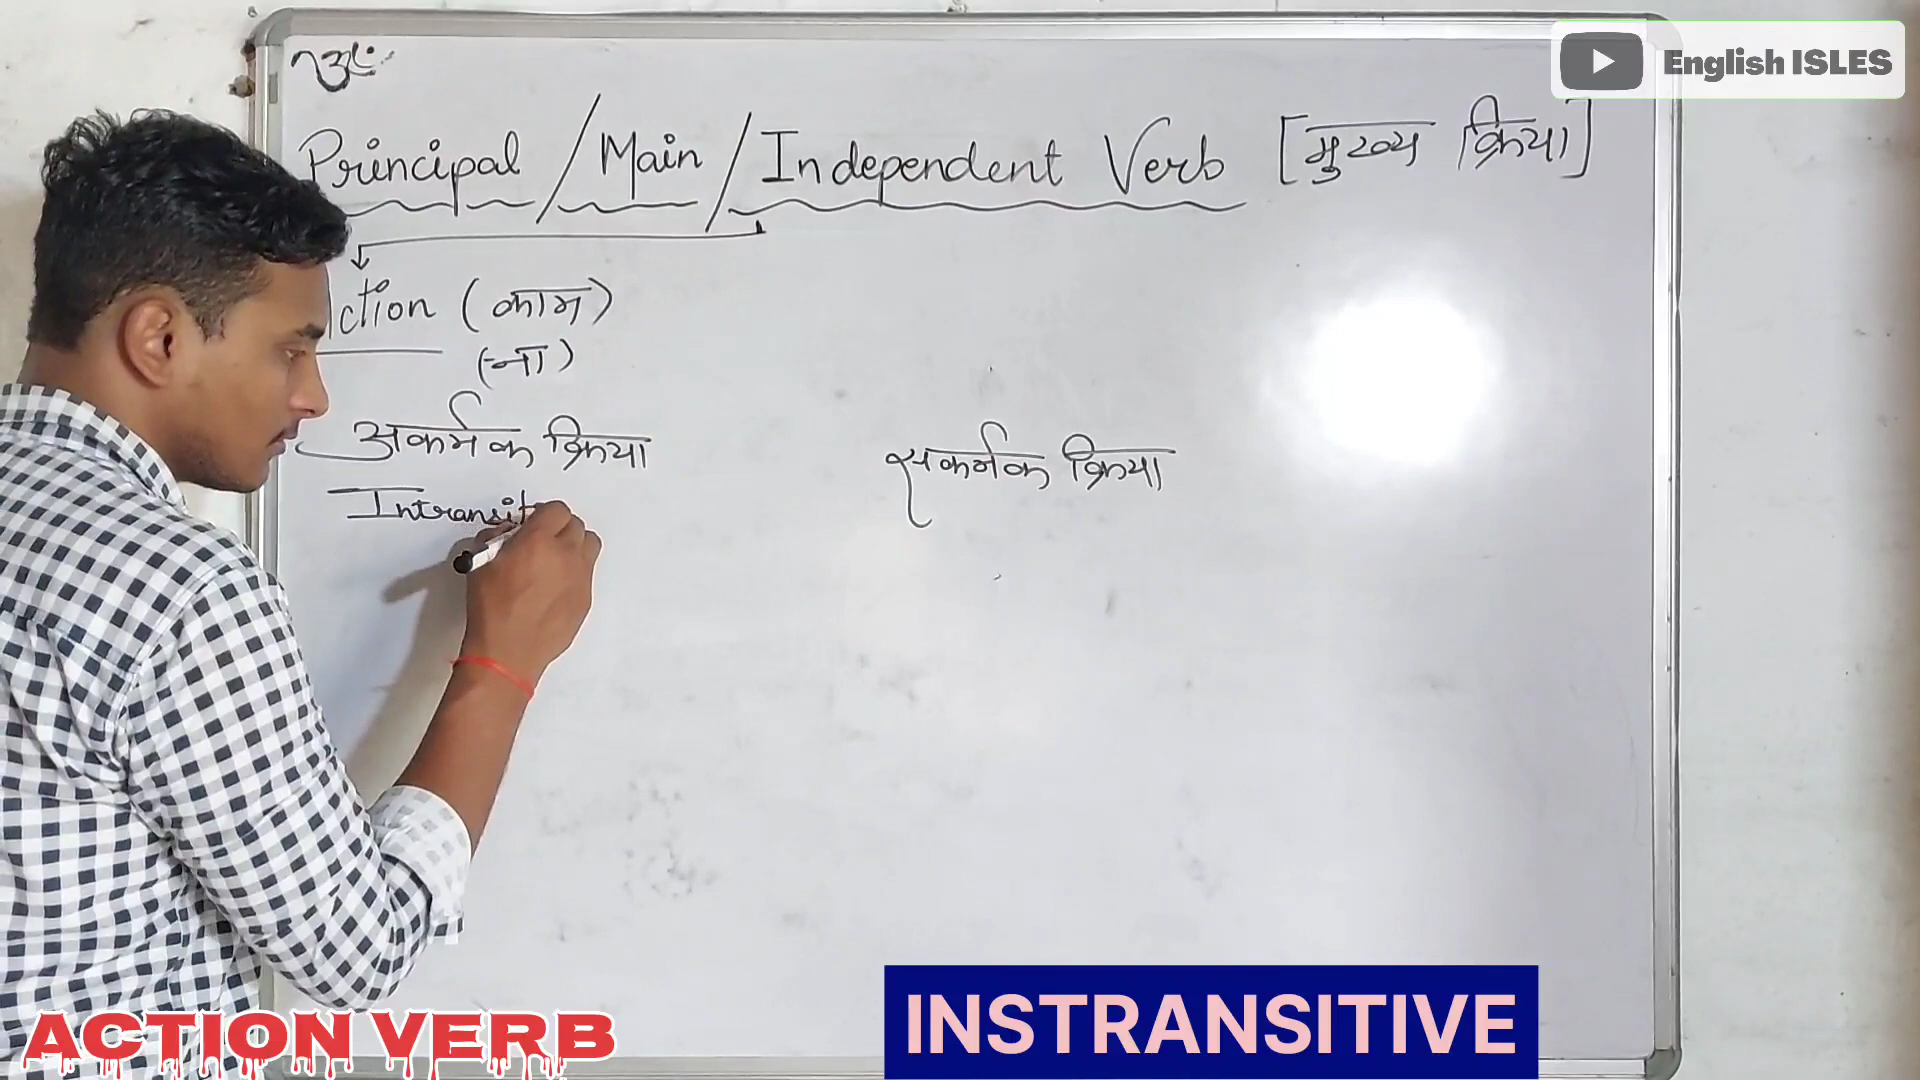 English ISLES
Principal / Main / Independent Verb [मुख्य क्रिया]
ction (काम)
(ना)
अकर्मक क्रिया सकर्मक क्रिया
Intransit
ACTION VERB
INSTRANSITIVE